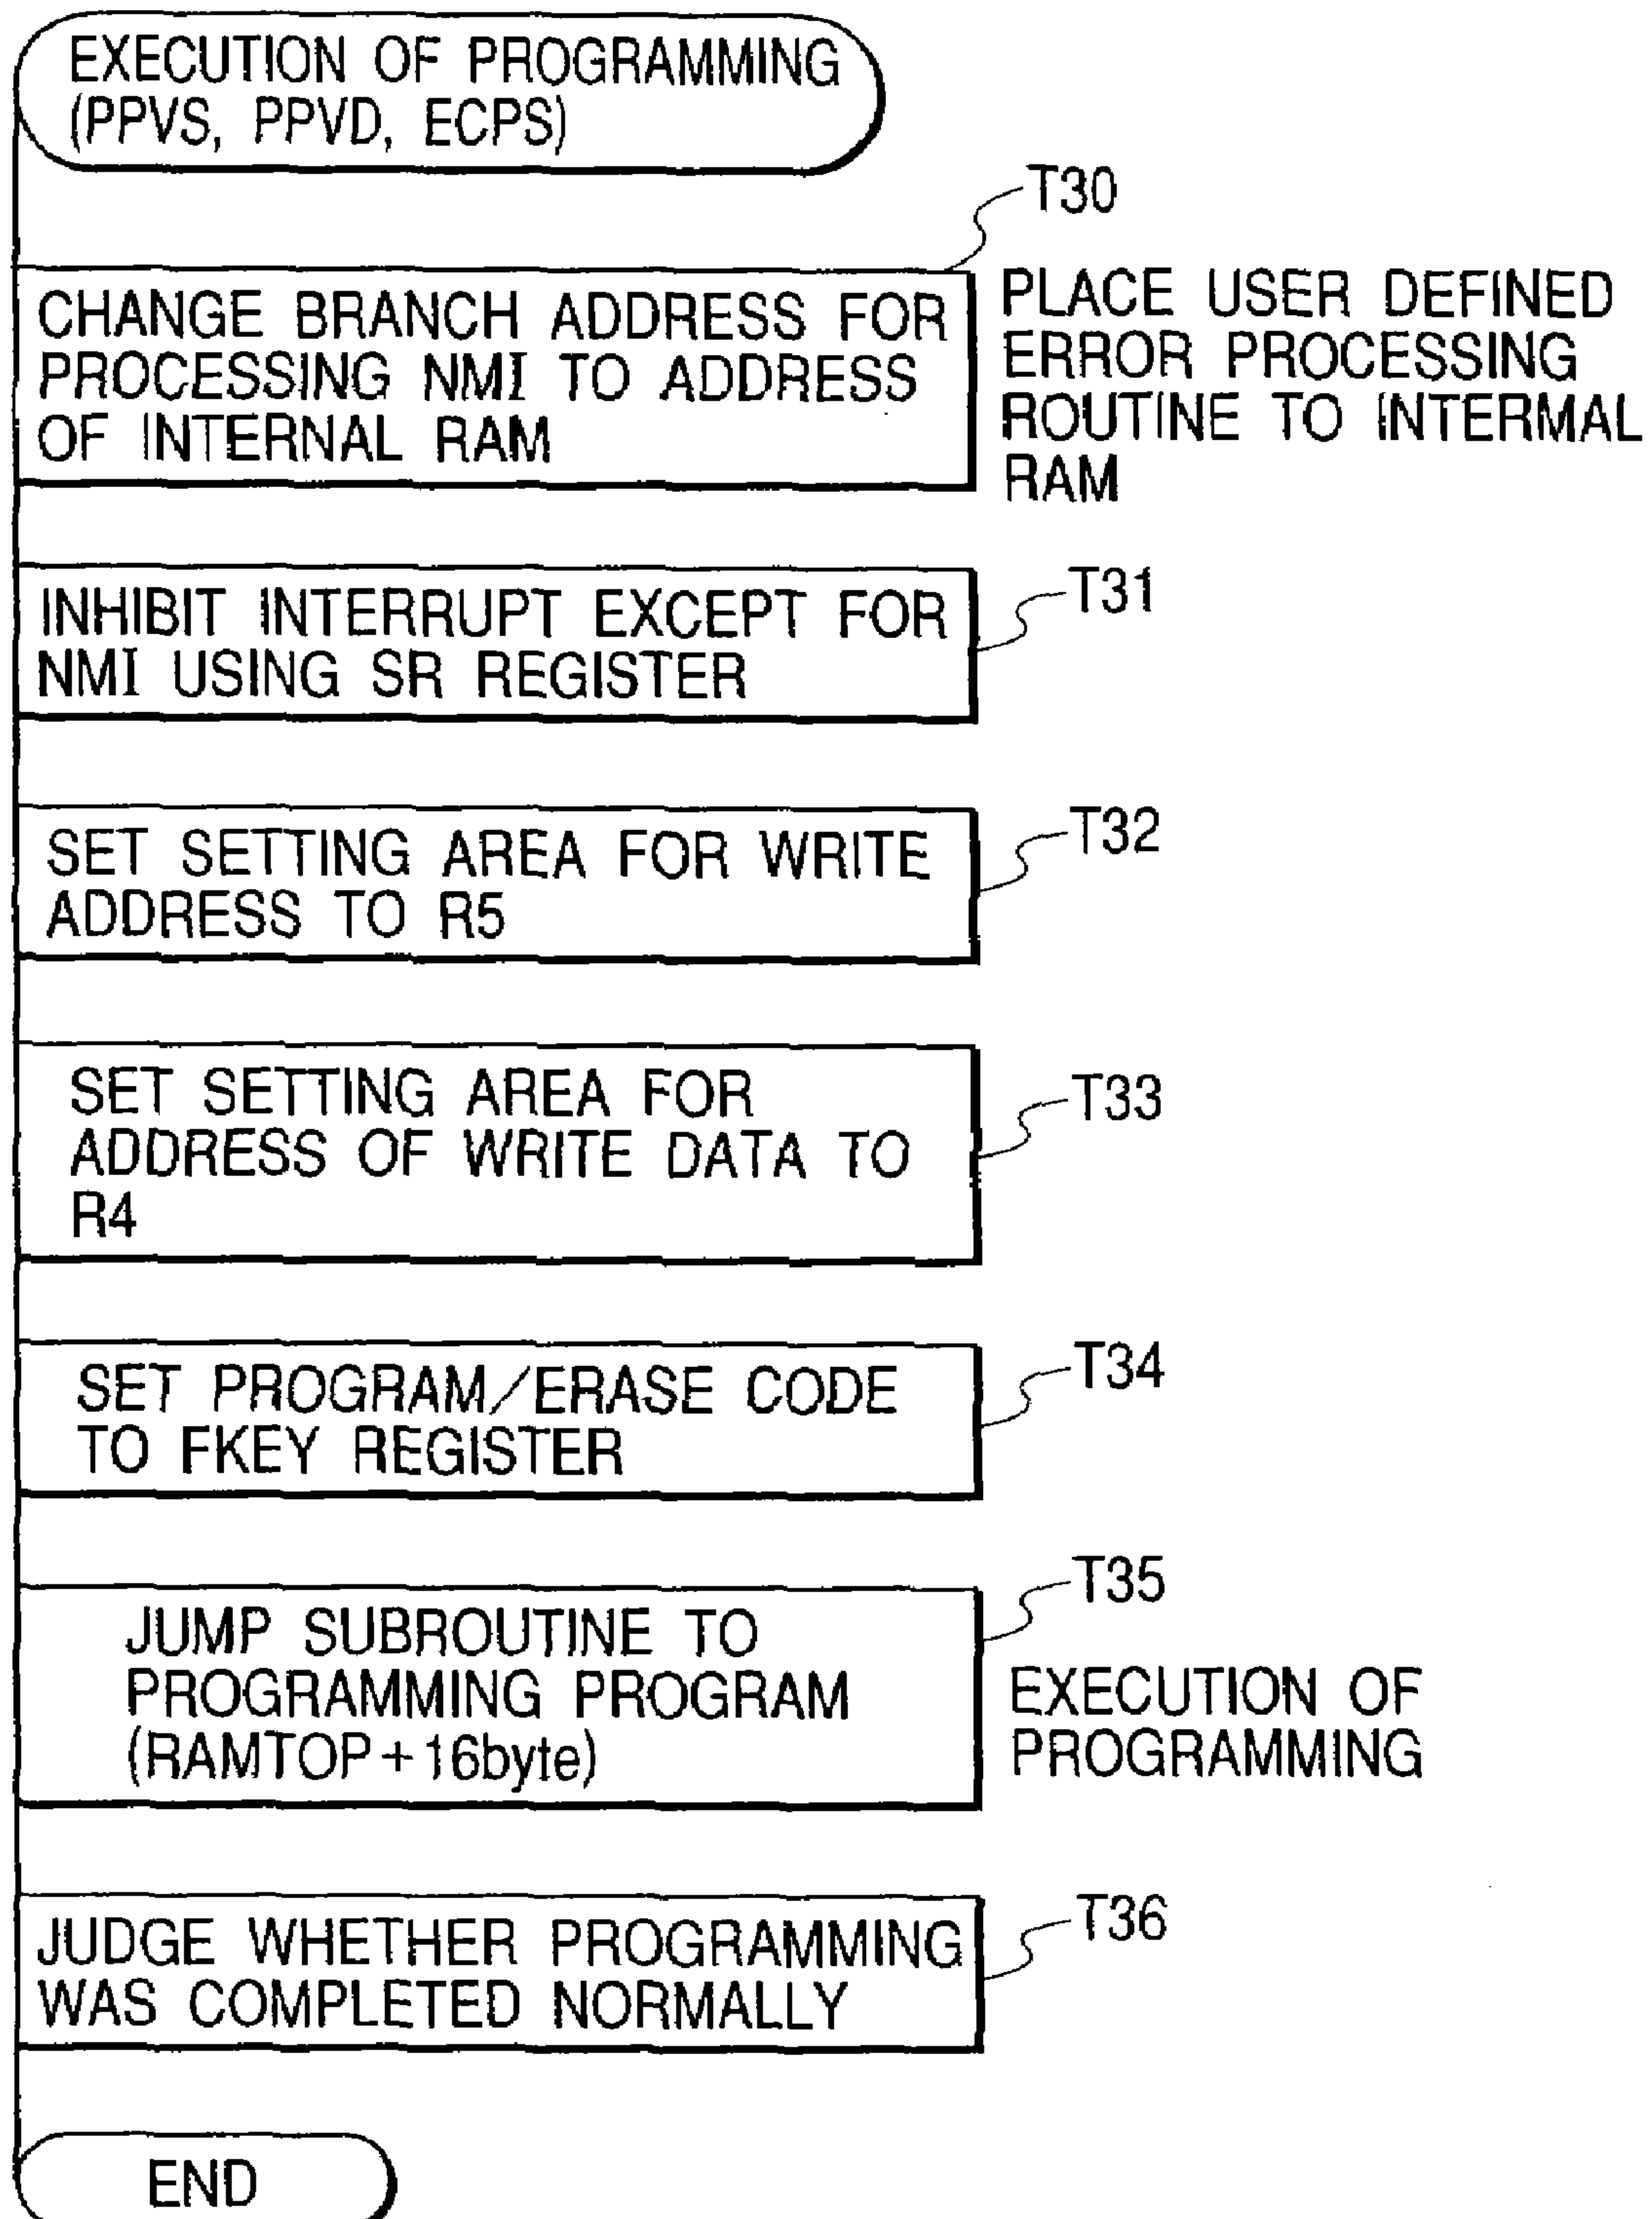 EXECUTION OF PROGRAMMING
(PPVS, PPVD, ECPS)
T30
CHANGE BRANCH ADDRESS FOR
PROCESSING NMI TO ADDRESS
OF INTERNAL RAM
PLACE USER DEFINED
ERROR PROCESSING
ROUTINE TO INTERMAL
RAM
T31
INHIBIT INTERRUPT EXCEPT FOR
NMI USING SR REGISTER
T32
SET SETTING AREA FOR WRITE
ADDRESS TO R5
T33
SET SETTING AREA FOR
ADDRESS OF WRITE DATA TO
R4
T34
SET PROGRAM/ERASE CODE
TO FKEY REGISTER
T35
JUMP SUBROUTINE TO
PROGRAMMING PROGRAM
(RAMTOP+16byte)
EXECUTION OF
PROGRAMMING
T36
JUDGE WHETHER PROGRAMMING
WAS COMPLETED NORMALLY
END